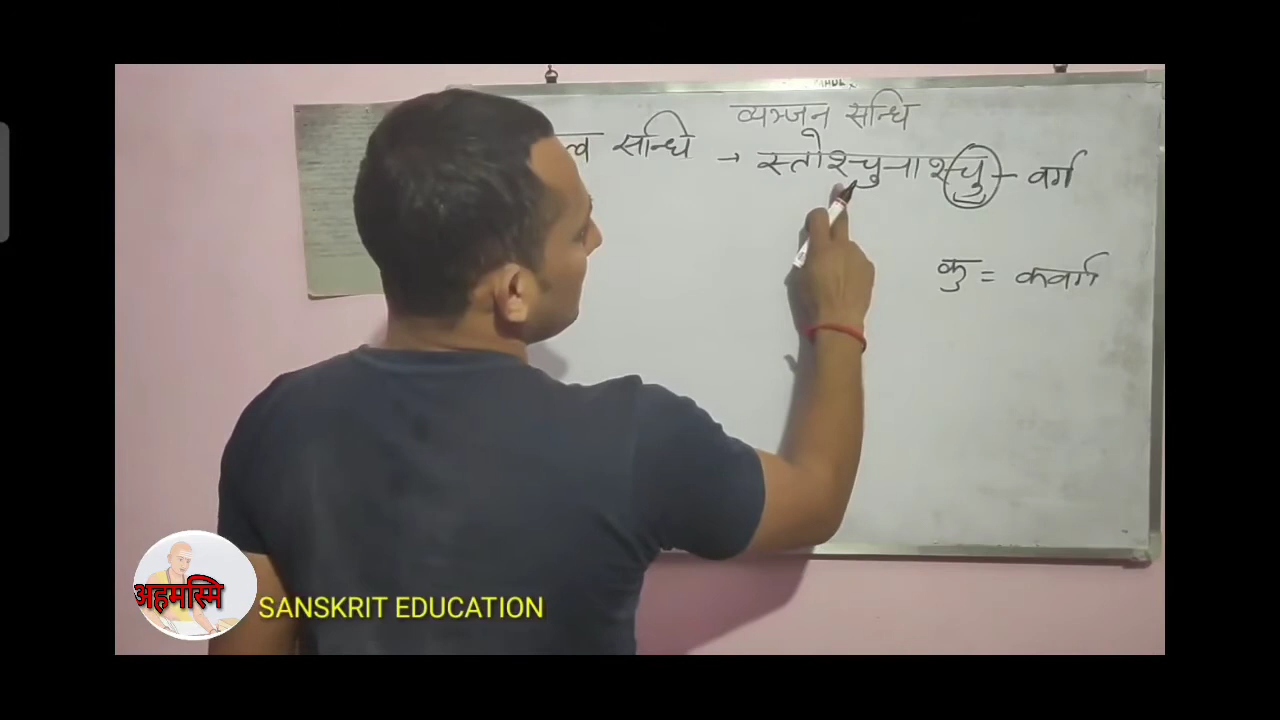 व्यञ्जन सन्धि
त्व सन्धि → स्तोश्चुनाश्चु - वर्ग
कु = कवर्ग
अहमस्मि
SANSKRIT EDUCATION